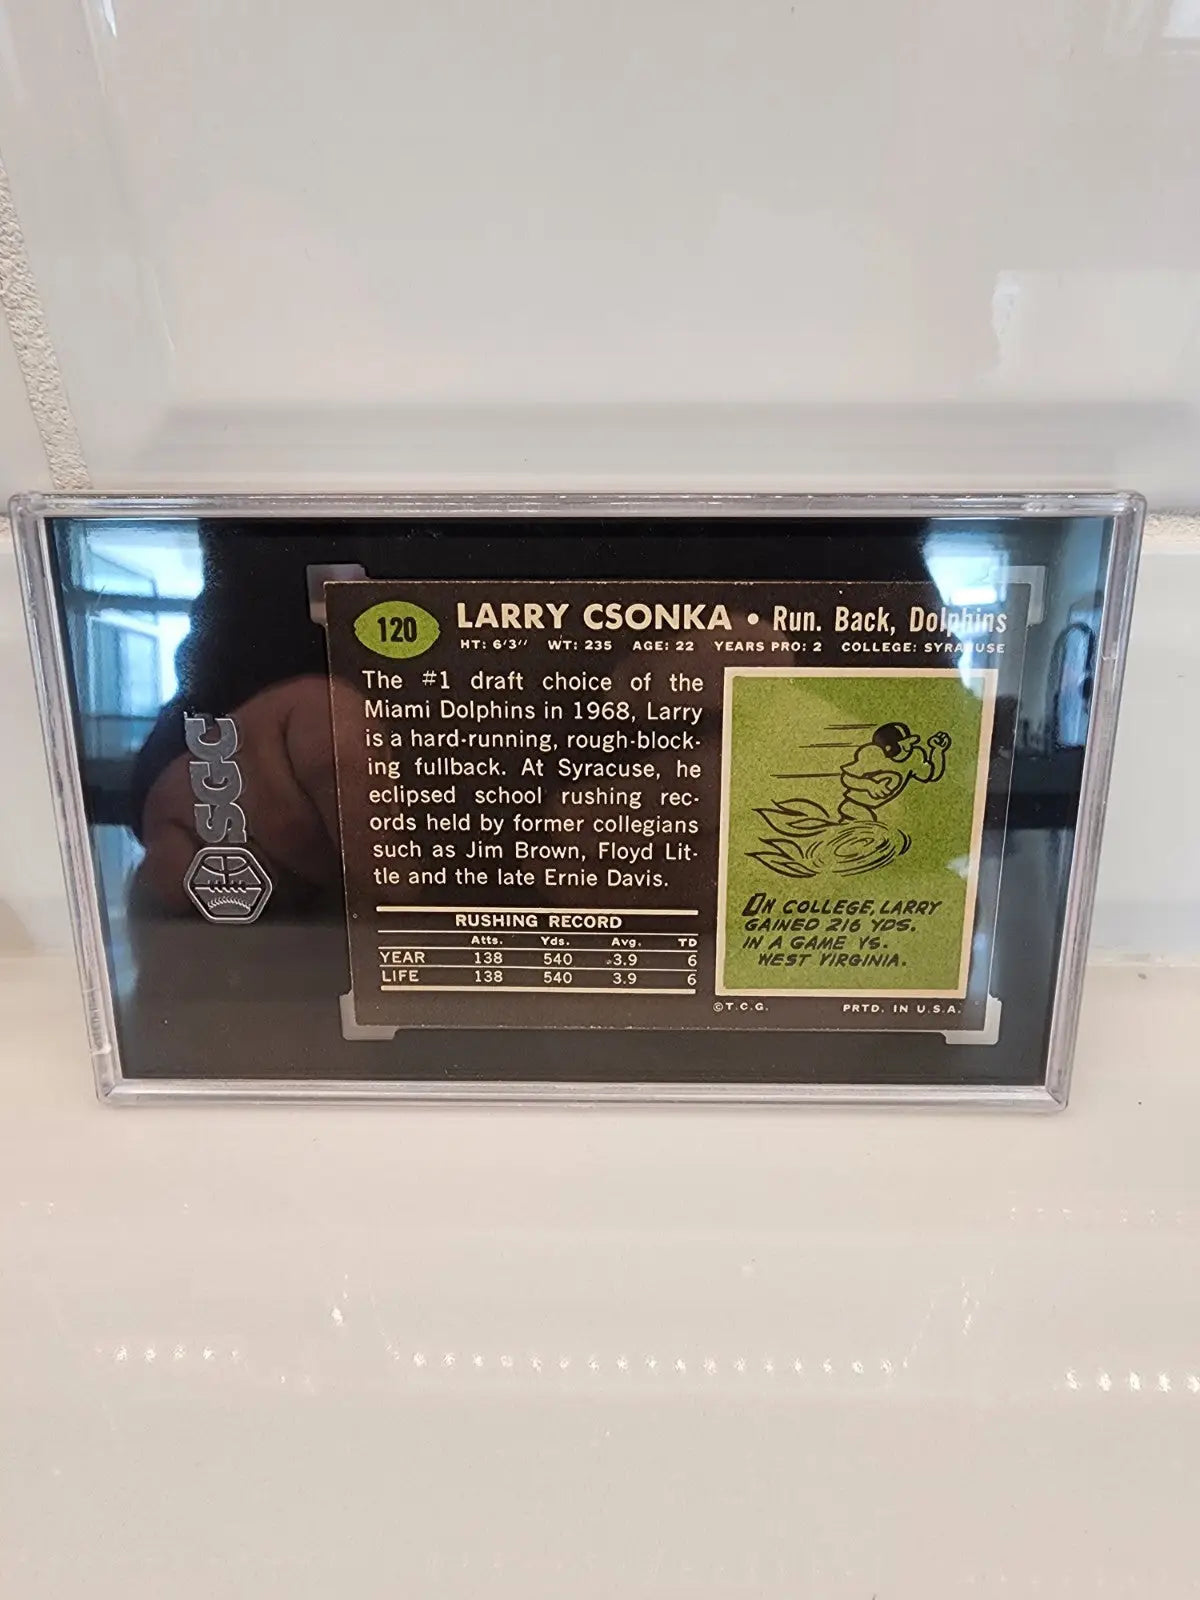 SGC
120
LARRY CSONKA • Run. Back, Dolphins
HT: 6'3" WT: 235 AGE: 22 YEARS PRO: 2 COLLEGE: SYRACUSE
The #1 draft choice of the
Miami Dolphins in 1968, Larry
is a hard-running, rough-block-
ing fullback. At Syracuse, he
eclipsed school rushing rec-
ords held by former collegians
such as Jim Brown, Floyd Lit-
tle and the late Ernie Davis.
RUSHING RECORD
Atts. Yds. Avg. TD
YEAR 138 540 3.9 6
LIFE 138 540 3.9 6
IN COLLEGE, LARRY
GAINED 216 YDS.
IN A GAME VS.
WEST VIRGINIA.
©T.C.G. PRTD. IN U.S.A.